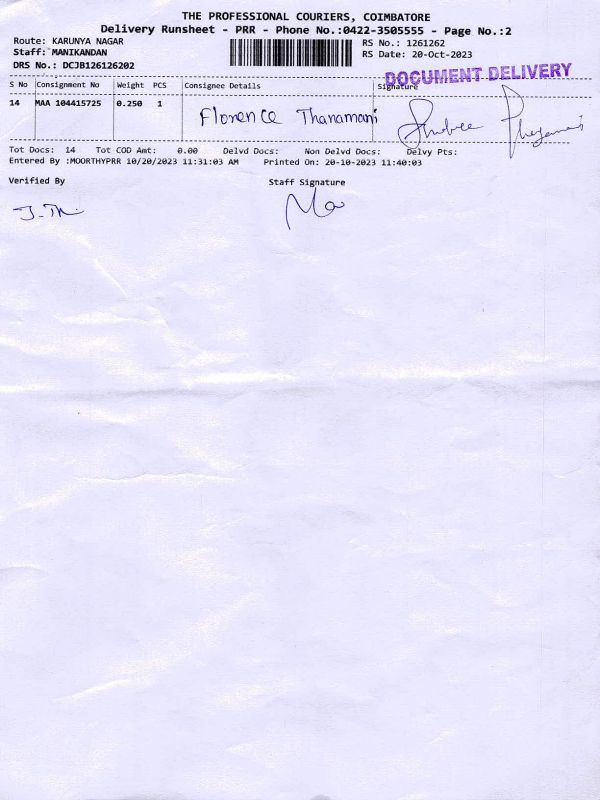 THE PROFESSIONAL COURIERS, COIMBATORE
Delivery Runsheet - PRR - Phone No.:0422-3505555 - Page No.:2
Route: KARUNYA NAGAR RS No.: 1261262
Staff: MANIKANDAN RS Date: 20-Oct-2023
DRS No.: DCJB126126202
DOCUMENT DELIVERY
S No Consignment No Weight PCS Consignee Details Signature
14 MAA 104415725 0.250 1 Florence Thanamani
Tot Docs: 14 Tot COD Amt: 0.00 Delvd Docs: Non Delvd Docs: Delvy Pts:
Entered By :MOORTHYPRR 10/20/2023 11:31:03 AM Printed On: 20-10-2023 11:40:03
Verified By Staff Signature